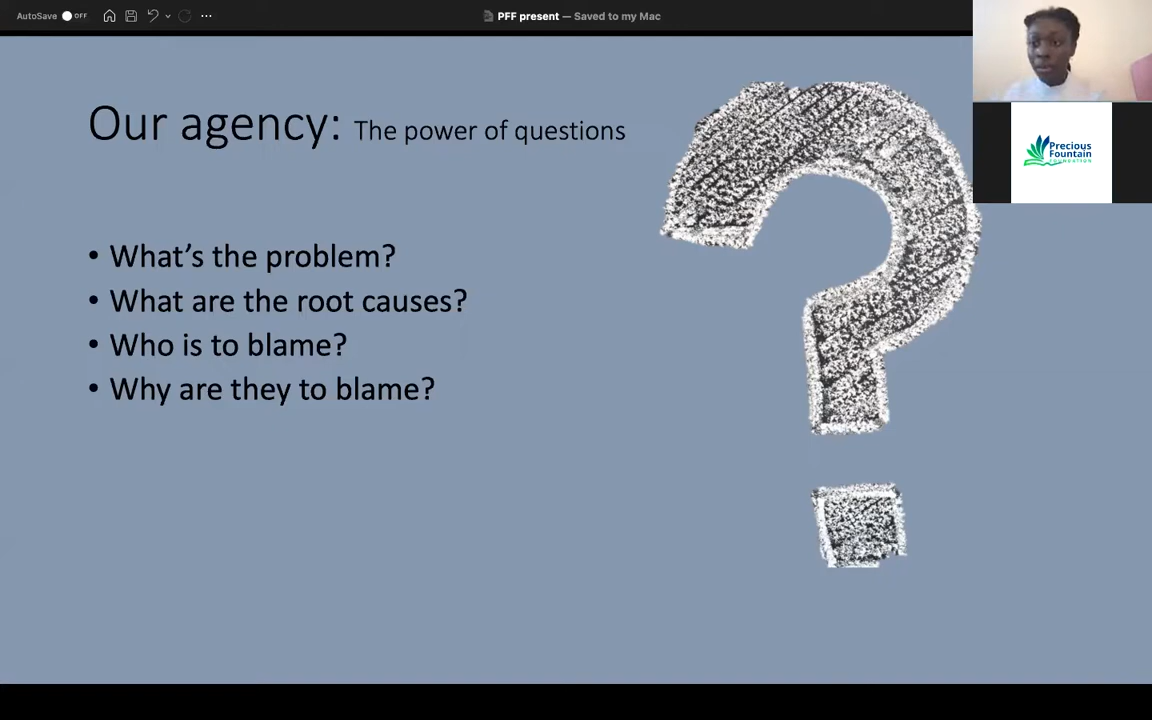 AutoSave OFF
PFF present — Saved to my Mac
Our agency: The power of questions
• What's the problem?
• What are the root causes?
• Who is to blame?
• Why are they to blame?
Precious
Fountain
FOUNDATION